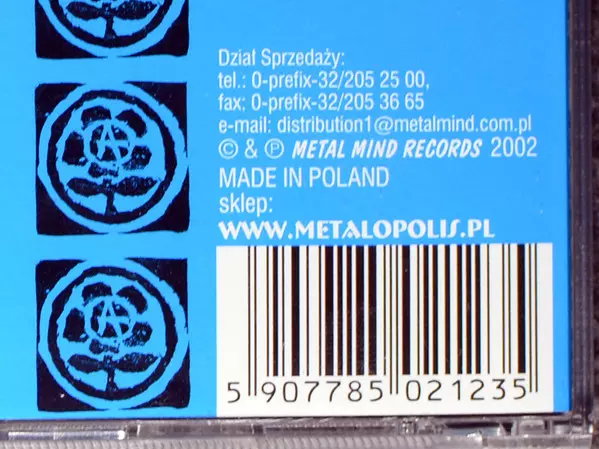 Dział Sprzedaży:
tel.: 0-prefix-32/205 25 00,
fax; 0-prefix-32/205 36 65
e-mail: distribution1@metalmind.com.pl
© & ℗ METAL MIND RECORDS 2002
MADE IN POLAND
sklep:
WWW.METALOPOLIS.PL
5 907785 021235